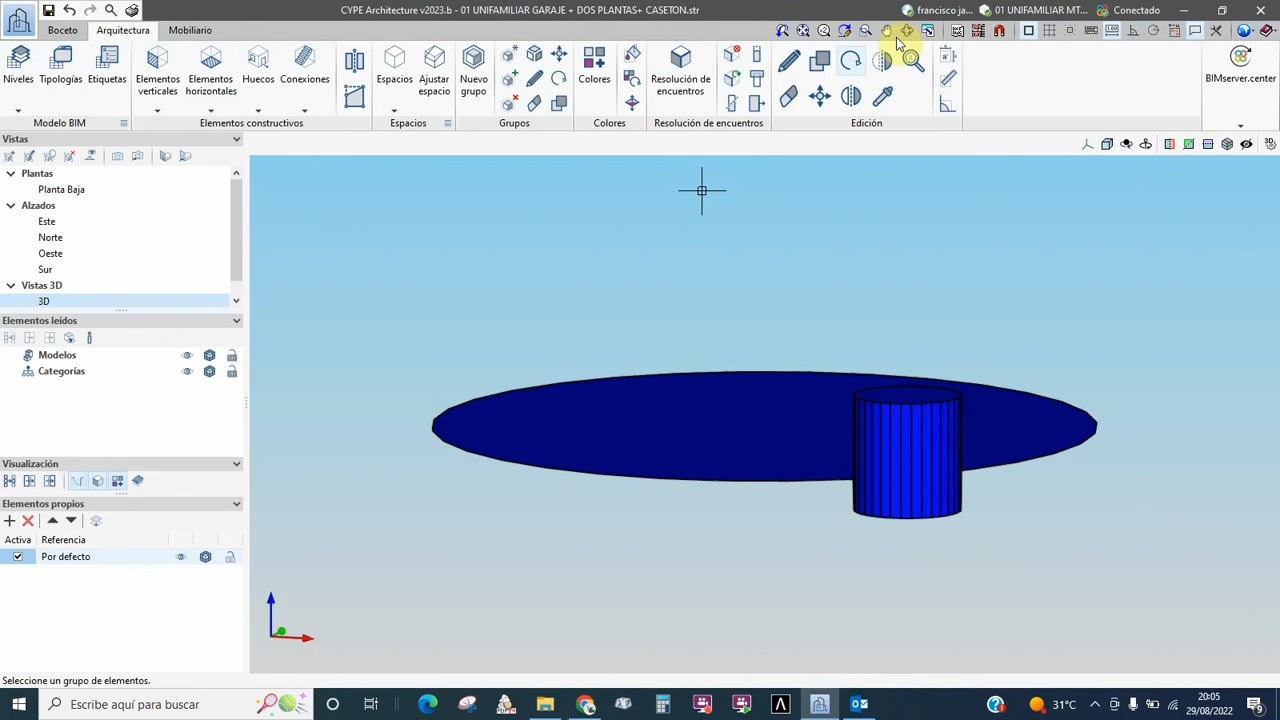 CYPE Architecture v2023.b - 01 UNIFAMILIAR GARAJE + DOS PLANTAS+ CASETON.str
francisco ja...
01 UNIFAMILIAR MT...
Conectado
Boceto
Arquitectura
Mobiliario
Niveles
Tipologías
Etiquetas
Elementos verticales
Elementos horizontales
Huecos
Conexiones
Espacios
Ajustar espacio
Nuevo grupo
Colores
Resolución de encuentros
BIMserver.center
Modelo BIM
Elementos constructivos
Espacios
Grupos
Colores
Resolución de encuentros
Edición
Vistas
Plantas
Planta Baja
Alzados
Este
Norte
Oeste
Sur
Vistas 3D
3D
Elementos leídos
Modelos
Categorías
Visualización
Elementos propios
Activa
Referencia
Por defecto
Seleccione un grupo de elementos.
Escribe aquí para buscar
31°C
20:05
29/08/2022